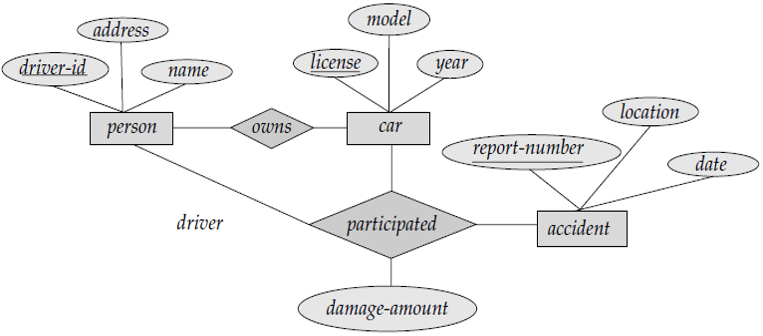 model
address
driver-id
name
license
year
person
owns
car
location
report-number
date
driver
participated
accident
damage-amount